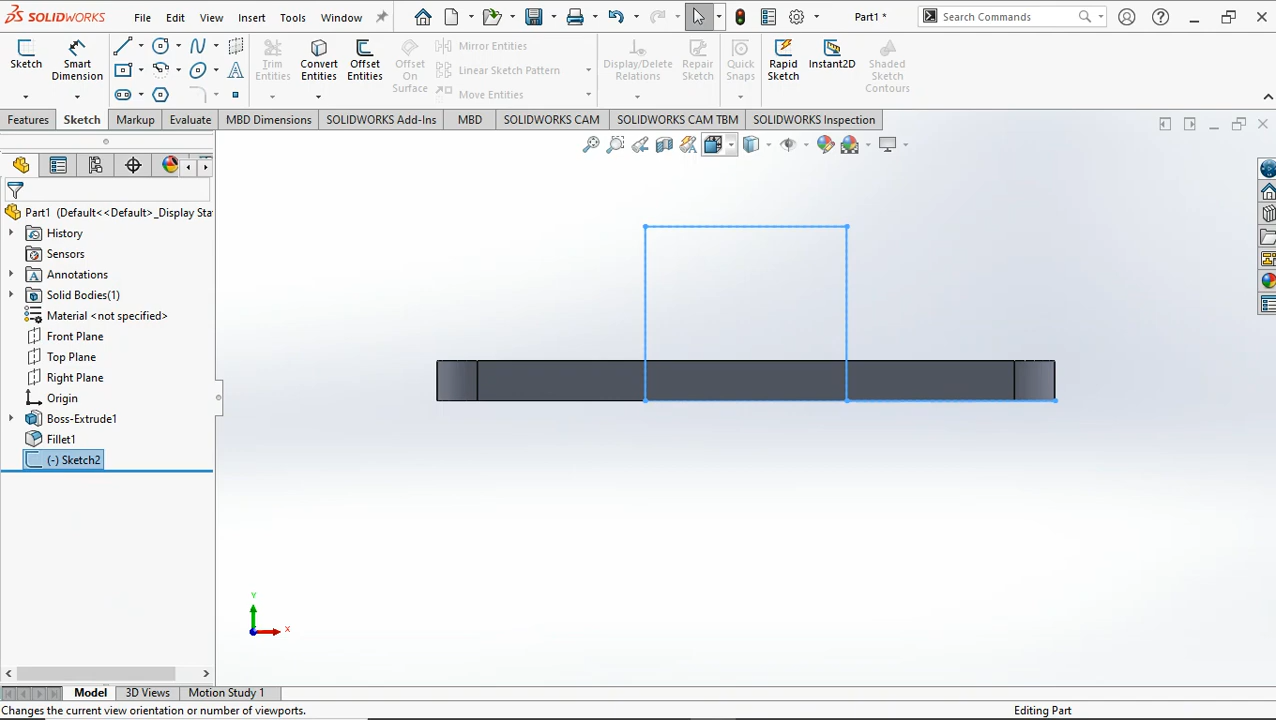 SOLIDWORKS File Edit View Insert Tools Window Part1 * Search Commands
Sketch Smart Dimension Trim Entities Convert Entities Offset Entities Offset On Surface Mirror Entities Linear Sketch Pattern Move Entities Display/Delete Relations Repair Sketch Quick Snaps Rapid Sketch Instant2D Shaded Sketch Contours
Features Sketch Markup Evaluate MBD Dimensions SOLIDWORKS Add-Ins MBD SOLIDWORKS CAM SOLIDWORKS CAM TBM SOLIDWORKS Inspection
Part1 (Default<<Default>_Display Sta
History
Sensors
Annotations
Solid Bodies(1)
Material <not specified>
Front Plane
Top Plane
Right Plane
Origin
Boss-Extrude1
Fillet1
(-) Sketch2
Y
X
Model 3D Views Motion Study 1
Changes the current view orientation or number of viewports. Editing Part